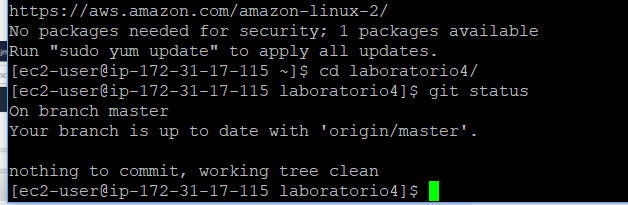 https://aws.amazon.com/amazon-linux-2/
No packages needed for security; 1 packages available
Run "sudo yum update" to apply all updates.
[ec2-user@ip-172-31-17-115 ~]$ cd laboratorio4/
[ec2-user@ip-172-31-17-115 laboratorio4]$ git status
On branch master
Your branch is up to date with 'origin/master'.

nothing to commit, working tree clean
[ec2-user@ip-172-31-17-115 laboratorio4]$